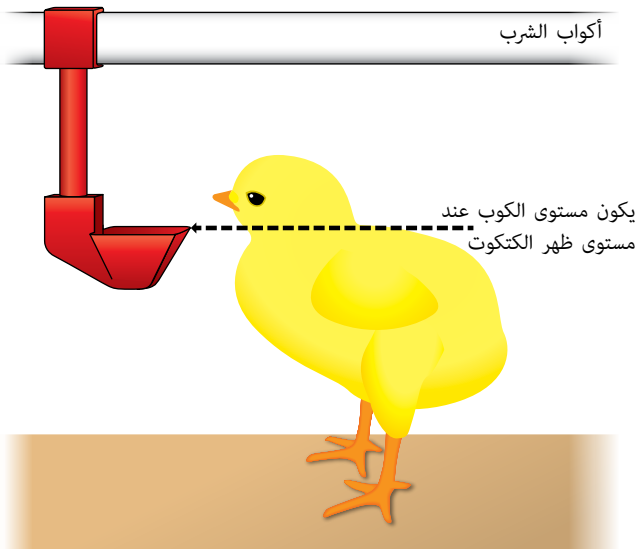 أكواب الشرب
يكون مستوى الكوب عند
مستوى ظهر الكتكوت